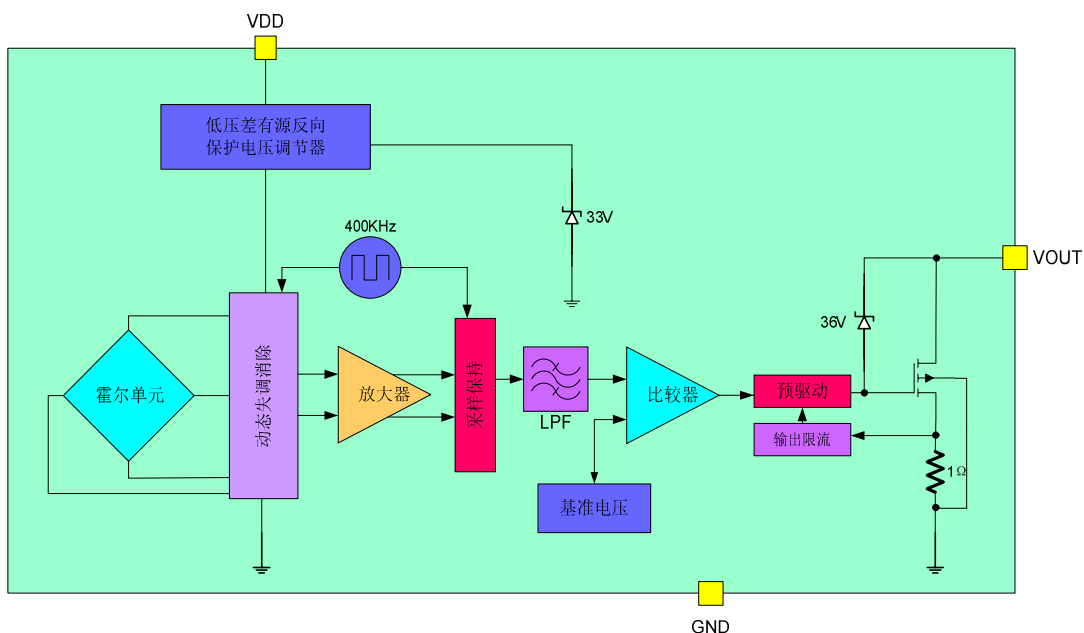 VDD
低压差有源反向
保护电压调节器
33V
400KHz
VOUT
36V
霍尔单元
动态失调消除
放大器
采样保持
LPF
比较器
预驱动
输出限流
1Ω
基准电压
GND